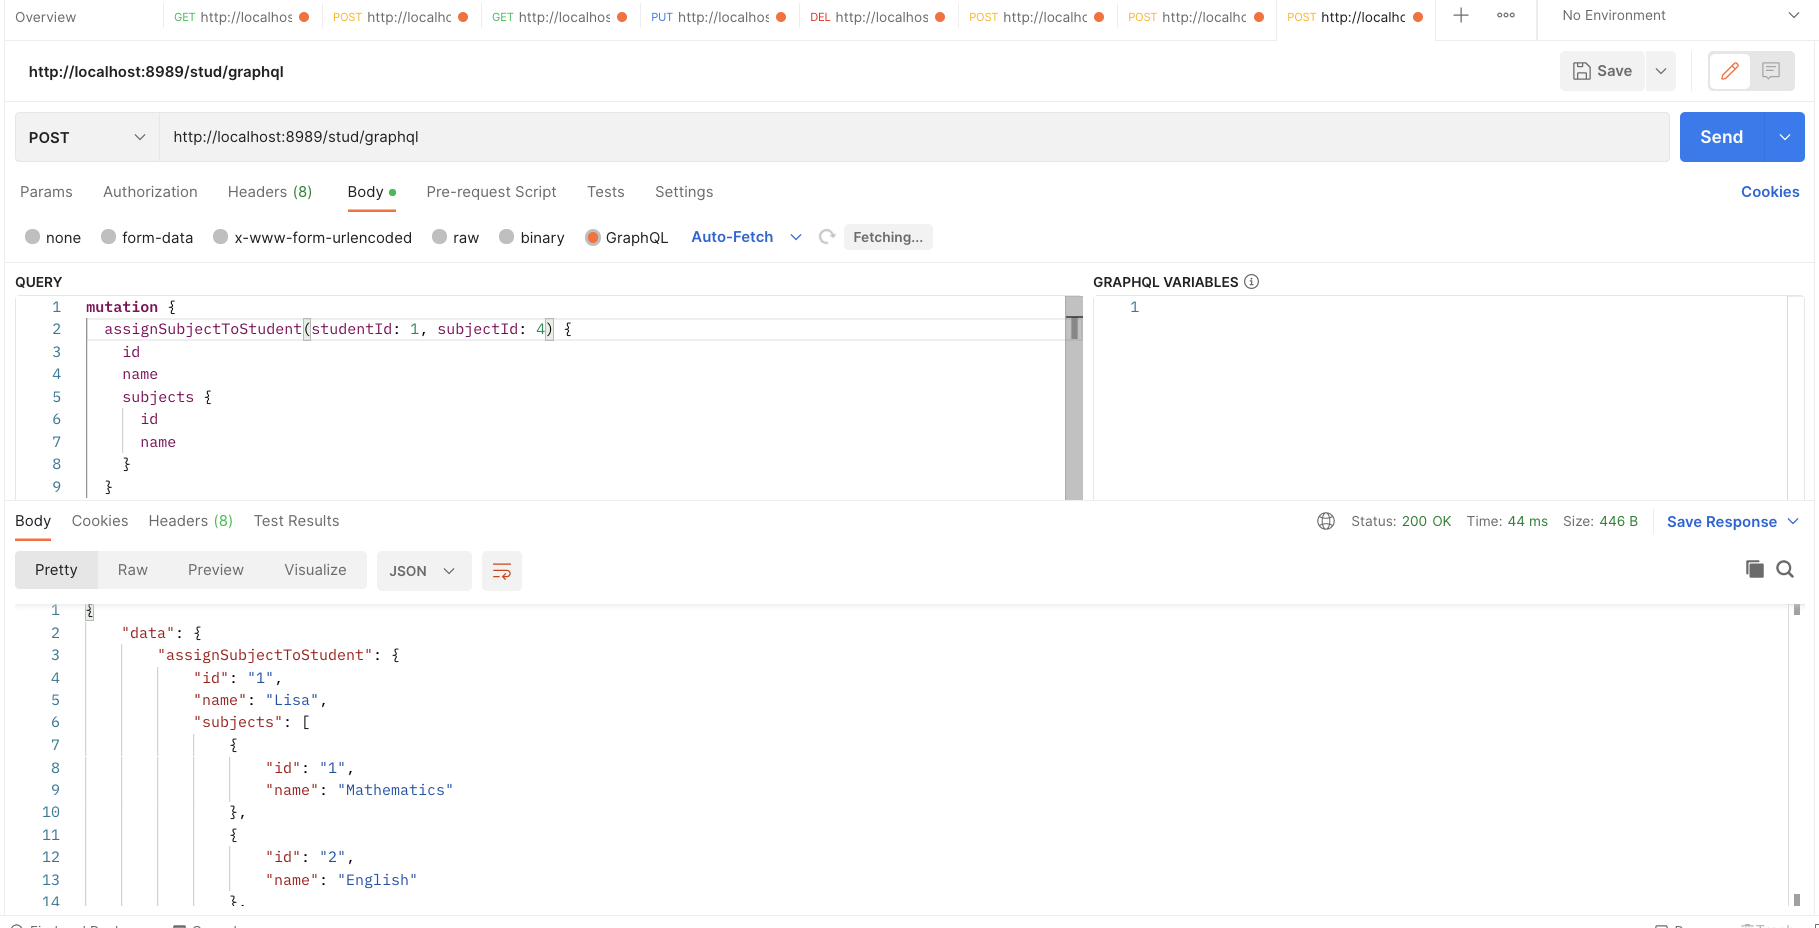 Overview GET http://localhos POST http://localhc GET http://localhos PUT http://localhos DEL http://localhos POST http://localhc POST http://localhc POST http://localhc + ooo No Environment
http://localhost:8989/stud/graphql Save
POST http://localhost:8989/stud/graphql Send
Params Authorization Headers (8) Body Pre-request Script Tests Settings Cookies
none form-data x-www-form-urlencoded raw binary GraphQL Auto-Fetch Fetching...
QUERY GRAPHQL VARIABLES
1 mutation { 1
2 assignSubjectToStudent(studentId: 1, subjectId: 4) {
3 id
4 name
5 subjects {
6 id
7 name
8 }
9 }
Body Cookies Headers (8) Test Results Status: 200 OK Time: 44 ms Size: 446 B Save Response
Pretty Raw Preview Visualize JSON
1 {
2 "data": {
3 "assignSubjectToStudent": {
4 "id": "1",
5 "name": "Lisa",
6 "subjects": [
7 {
8 "id": "1",
9 "name": "Mathematics"
10 },
11 {
12 "id": "2",
13 "name": "English"
14 },